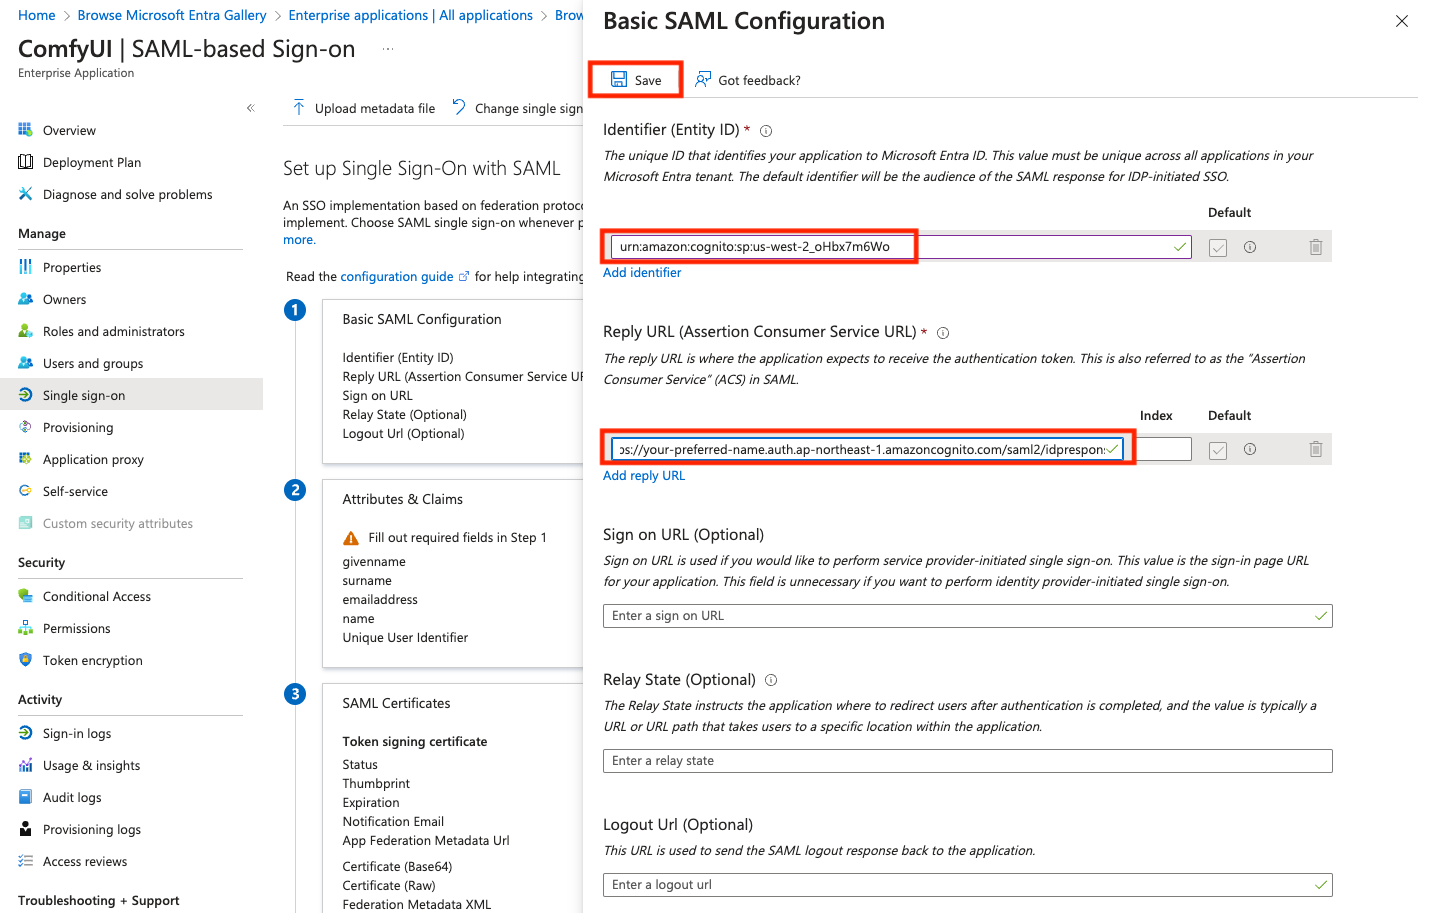 Home > Browse Microsoft Entra Gallery > Enterprise applications | All applications > Brow
ComfyUI | SAML-based Sign-on ...
Enterprise Application
«
Overview
Deployment Plan
Diagnose and solve problems
Manage
Properties
Owners
Roles and administrators
Users and groups
Single sign-on
Provisioning
Application proxy
Self-service
Custom security attributes
Security
Conditional Access
Permissions
Token encryption
Activity
Sign-in logs
Usage & insights
Audit logs
Provisioning logs
Access reviews
Troubleshooting + Support
Upload metadata file
Change single sign
Set up Single Sign-On with SAML
An SSO implementation based on federation protoco
implement. Choose SAML single sign-on whenever p
more.
Read the configuration guide for help integrating
1
Basic SAML Configuration
Identifier (Entity ID)
Reply URL (Assertion Consumer Service UR
Sign on URL
Relay State (Optional)
Logout Url (Optional)
2
Attributes & Claims
Fill out required fields in Step 1
givenname
surname
emailaddress
name
Unique User Identifier
3
SAML Certificates
Token signing certificate
Status
Thumbprint
Expiration
Notification Email
App Federation Metadata Url
Certificate (Base64)
Certificate (Raw)
Federation Metadata XML
Basic SAML Configuration
Save
Got feedback?
Identifier (Entity ID) *
The unique ID that identifies your application to Microsoft Entra ID. This value must be unique across all applications in your
Microsoft Entra tenant. The default identifier will be the audience of the SAML response for IDP-initiated SSO.
Default
urn:amazon:cognito:sp:us-west-2_oHbx7m6Wo
Add identifier
Reply URL (Assertion Consumer Service URL) *
The reply URL is where the application expects to receive the authentication token. This is also referred to as the "Assertion
Consumer Service" (ACS) in SAML.
Index Default
ps://your-preferred-name.auth.ap-northeast-1.amazoncognito.com/saml2/idprespons
Add reply URL
Sign on URL (Optional)
Sign on URL is used if you would like to perform service provider-initiated single sign-on. This value is the sign-in page URL
for your application. This field is unnecessary if you want to perform identity provider-initiated single sign-on.
Enter a sign on URL
Relay State (Optional)
The Relay State instructs the application where to redirect users after authentication is completed, and the value is typically a
URL or URL path that takes users to a specific location within the application.
Enter a relay state
Logout Url (Optional)
This URL is used to send the SAML logout response back to the application.
Enter a logout url